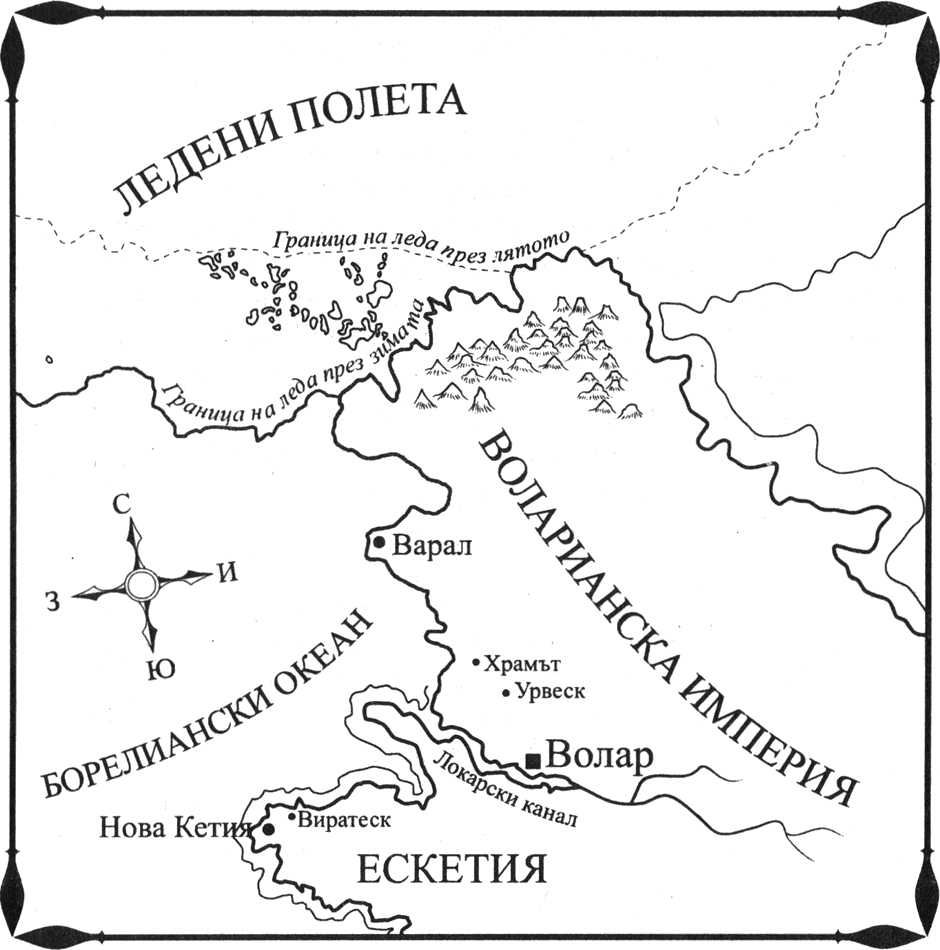 ЛЕДЕНИ ПОЛЕТА
Граница на леда през лятото
Граница на леда през зимата
ВОЛАРИАНСКА ИМПЕРИЯ
С
З
И
Ю
Варал
БОРЕЛИАНСКИ ОКЕАН
Храмът
Урвеск
Волар
Локарски канал
Нова Кетия
Виратеск
ЕСКЕТИЯ